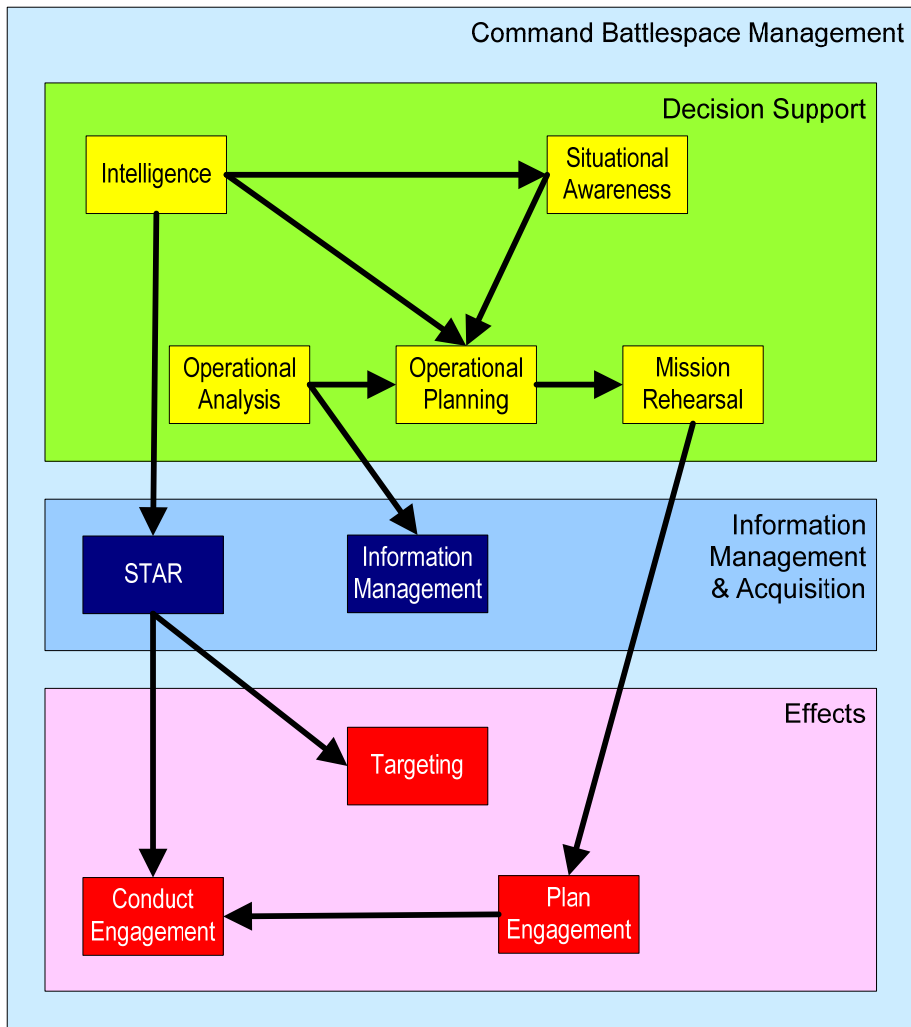 Command Battlespace Management
Decision Support
Intelligence
Situational
Awareness
Operational
Analysis
Operational
Planning
Mission
Rehearsal
Information
Management
& Acquisition
STAR
Information
Management
Effects
Targeting
Conduct
Engagement
Plan
Engagement